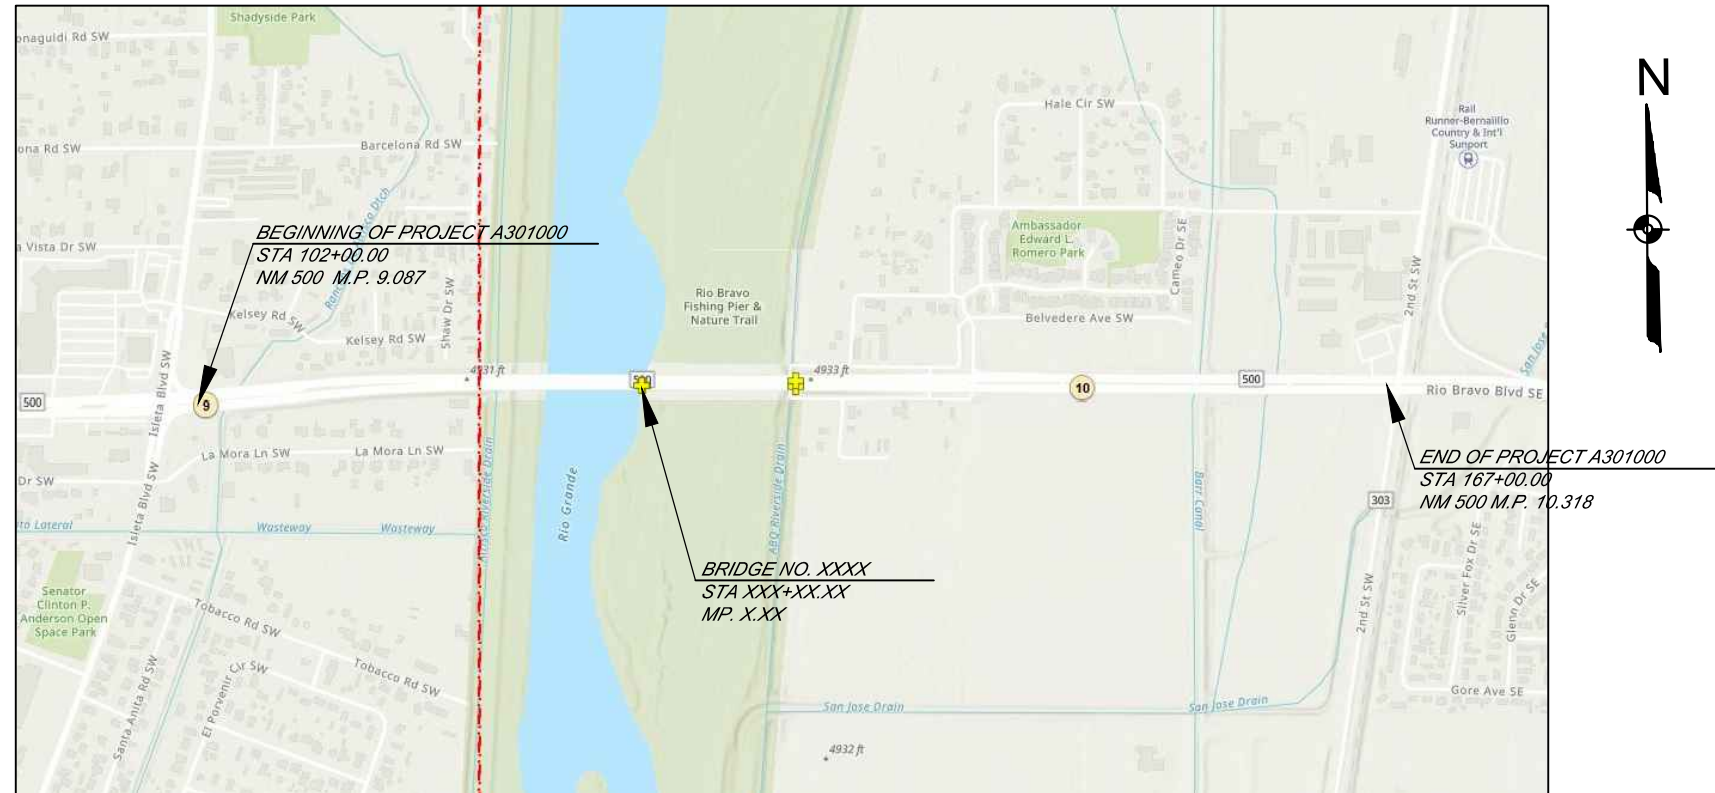 Shadyside Park
onaguldi Rd SW
N
Hale Cir SW
Rail
Runner-Bernalillo
Country & Int'l
Sunport
ona Rd SW
Barcelona Rd SW
BEGINNING OF PROJECT A301000
STA 102+00.00
NM 500 M.P. 9.087
a Vista Dr SW
Shaw Dr SW
Ambassador
Edward L.
Romero Park
Cameo Dr SE
2nd St SW
Rio Bravo
Fishing Pier &
Nature Trail
Kelsey Rd SW
Kelsey Rd SW
Belvedere Ave SW
San Jose
Isleta Blvd SW
4931 ft
500
4933 ft
10
500
Rio Bravo Blvd SE
500
9
La Mora Ln SW
La Mora Ln SW
Dr SW
Isleta Blvd SW
Atrisco Riverside Drain
Rio Grande
ABQ Riverside Drain
Barr Canal
END OF PROJECT A301000
STA 167+00.00
NM 500 M.P. 10.318
303
to Lateral
Wasteway
Wasteway
BRIDGE NO. XXXX
STA XXX+XX.XX
MP. X.XX
Senator
Clinton P.
Anderson Open
Space Park
Tobacco Rd SW
Tobacco Rd SW
Santa Anita Rd SW
El Porvenir Cir SW
2nd St SW
Silver Fox Dr SE
Glenn Dr SE
Gore Ave SE
San Jose Drain
San Jose Drain
4932 ft